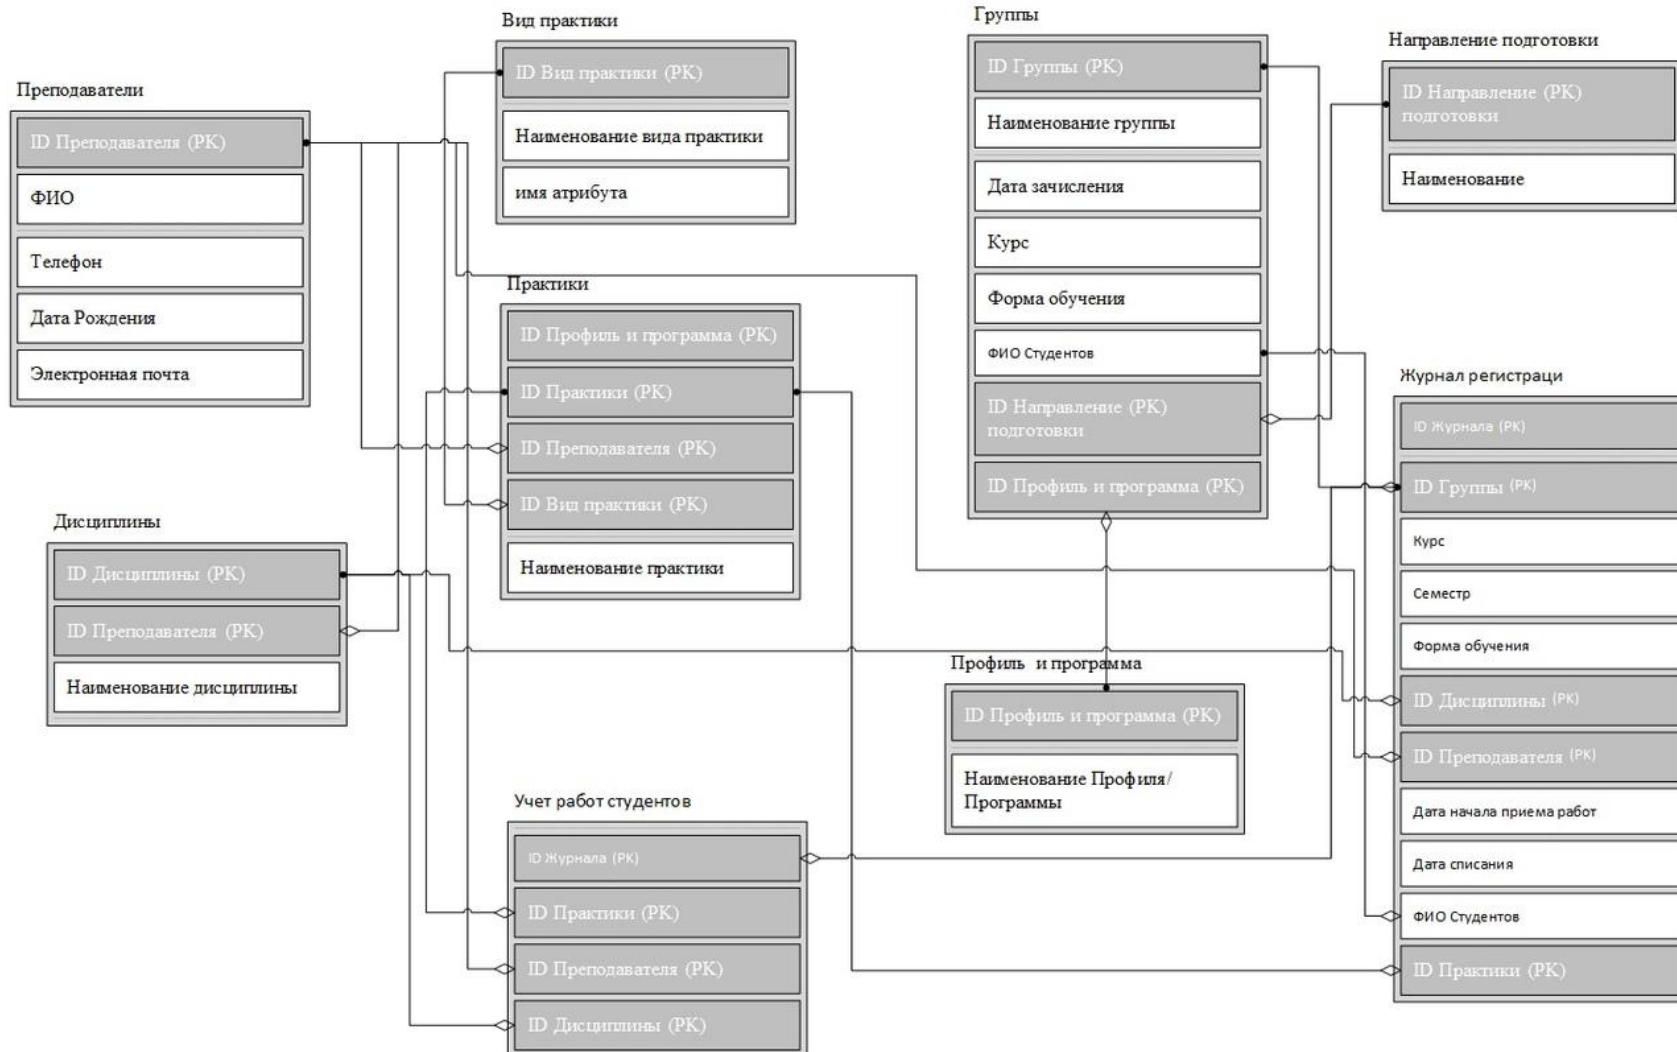 Преподаватели
ID Преподавателя (PK)
ФИО
Телефон
Дата Рождения
Электронная почта
Вид практики
ID Вид практики (PK)
Наименование вида практики
имя атрибута
Практики
ID Профиль и программа (PK)
ID Практики (PK)
ID Преподавателя (PK)
ID Вид практики (PK)
Наименование практики
Дисциплины
ID Дисциплины (PK)
ID Преподавателя (PK)
Наименование дисциплины
Учет работ студентов
ID Журнала (PK)
ID Практики (PK)
ID Преподавателя (PK)
ID Дисциплины (PK)
Группы
ID Группы (PK)
Наименование группы
Дата зачисления
Курс
Форма обучения
ФИО Студентов
ID Направление (PK)
подготовки
ID Профиль и программа (PK)
Профиль и программа
ID Профиль и программа (PK)
Наименование Профиля/
Программы
Направление подготовки
ID Направление (PK)
подготовки
Наименование
Журнал регистраци
ID Журнала (PK)
ID Группы (PK)
Курс
Семестр
Форма обучения
ID Дисциплины (PK)
ID Преподавателя (PK)
Дата начала приема работ
Дата списания
ФИО Студентов
ID Практики (PK)